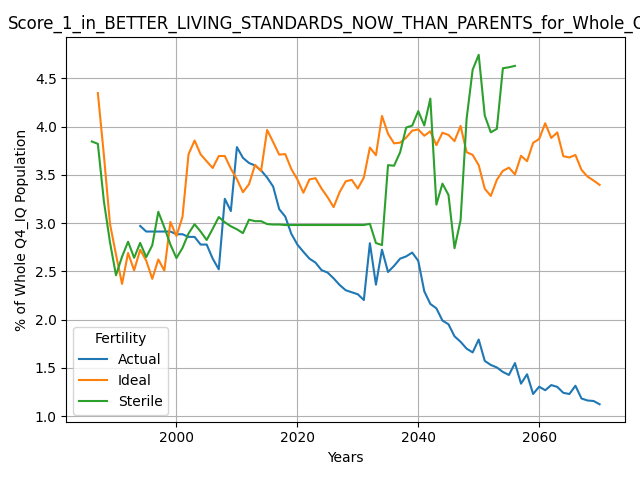 Score_1_in_BETTER_LIVING_STANDARDS_NOW_THAN_PARENTS_for_Whole_
% of Whole Q4_IQ Population
4.5
4.0
3.5
3.0
2.5
2.0
1.5
1.0
Fertility
Actual
Ideal
Sterile
2000 2020 2040 2060
Years